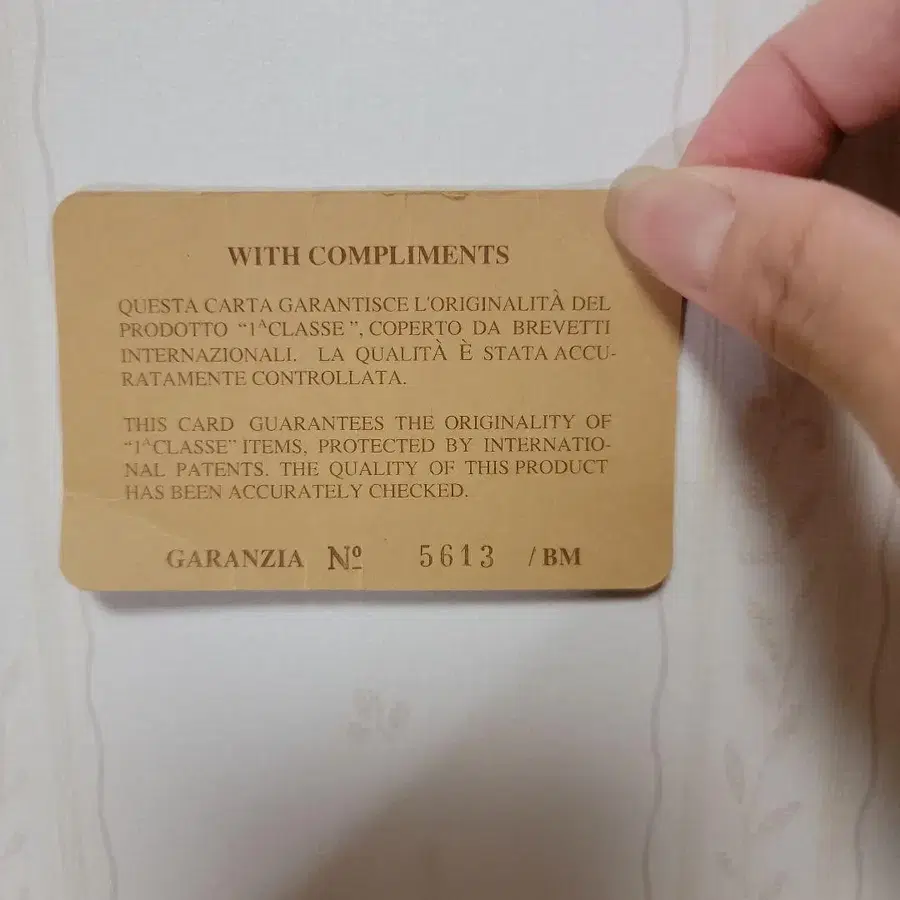 WITH COMPLIMENTS
QUESTA CARTA GARANTISCE L'ORIGINALITÀ DEL
PRODOTTO “1ᴬCLASSE”, COPERTO DA BREVETTI
INTERNAZIONALI. LA QUALITÀ È STATA ACCU-
RATAMENTE CONTROLLATA.
THIS CARD GUARANTEES THE ORIGINALITY OF
“1ᴬCLASSE” ITEMS, PROTECTED BY INTERNATIO-
NAL PATENTS. THE QUALITY OF THIS PRODUCT
HAS BEEN ACCURATELY CHECKED.
GARANZIA Nº 5613 /BM